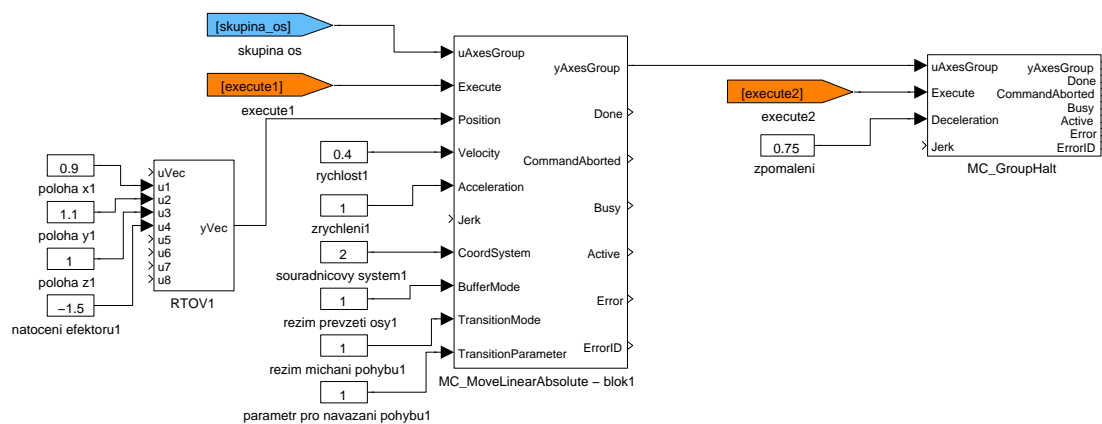 [skupina_os]
skupina os
[execute1]
execute1
0.9
poloha x1
1.1
poloha y1
1
poloha z1
−1.5
natoceni efektoru1
uVec
u1
u2
u3
u4
u5
u6
u7
u8
yVec
RTOV1
0.4
rychlost1
1
zrychleni1
2
souradnicovy system1
1
rezim prevzeti osy1
1
rezim michani pohybu1
1
parametr pro navazani pohybu1
uAxesGroup
Execute
Position
Velocity
Acceleration
Jerk
CoordSystem
BufferMode
TransitionMode
TransitionParameter
yAxesGroup
Done
CommandAborted
Busy
Active
Error
ErrorID
MC_MoveLinearAbsolute − blok1
[execute2]
execute2
0.75
zpomaleni
uAxesGroup
Execute
Deceleration
Jerk
yAxesGroup
Done
CommandAborted
Busy
Active
Error
ErrorID
MC_GroupHalt